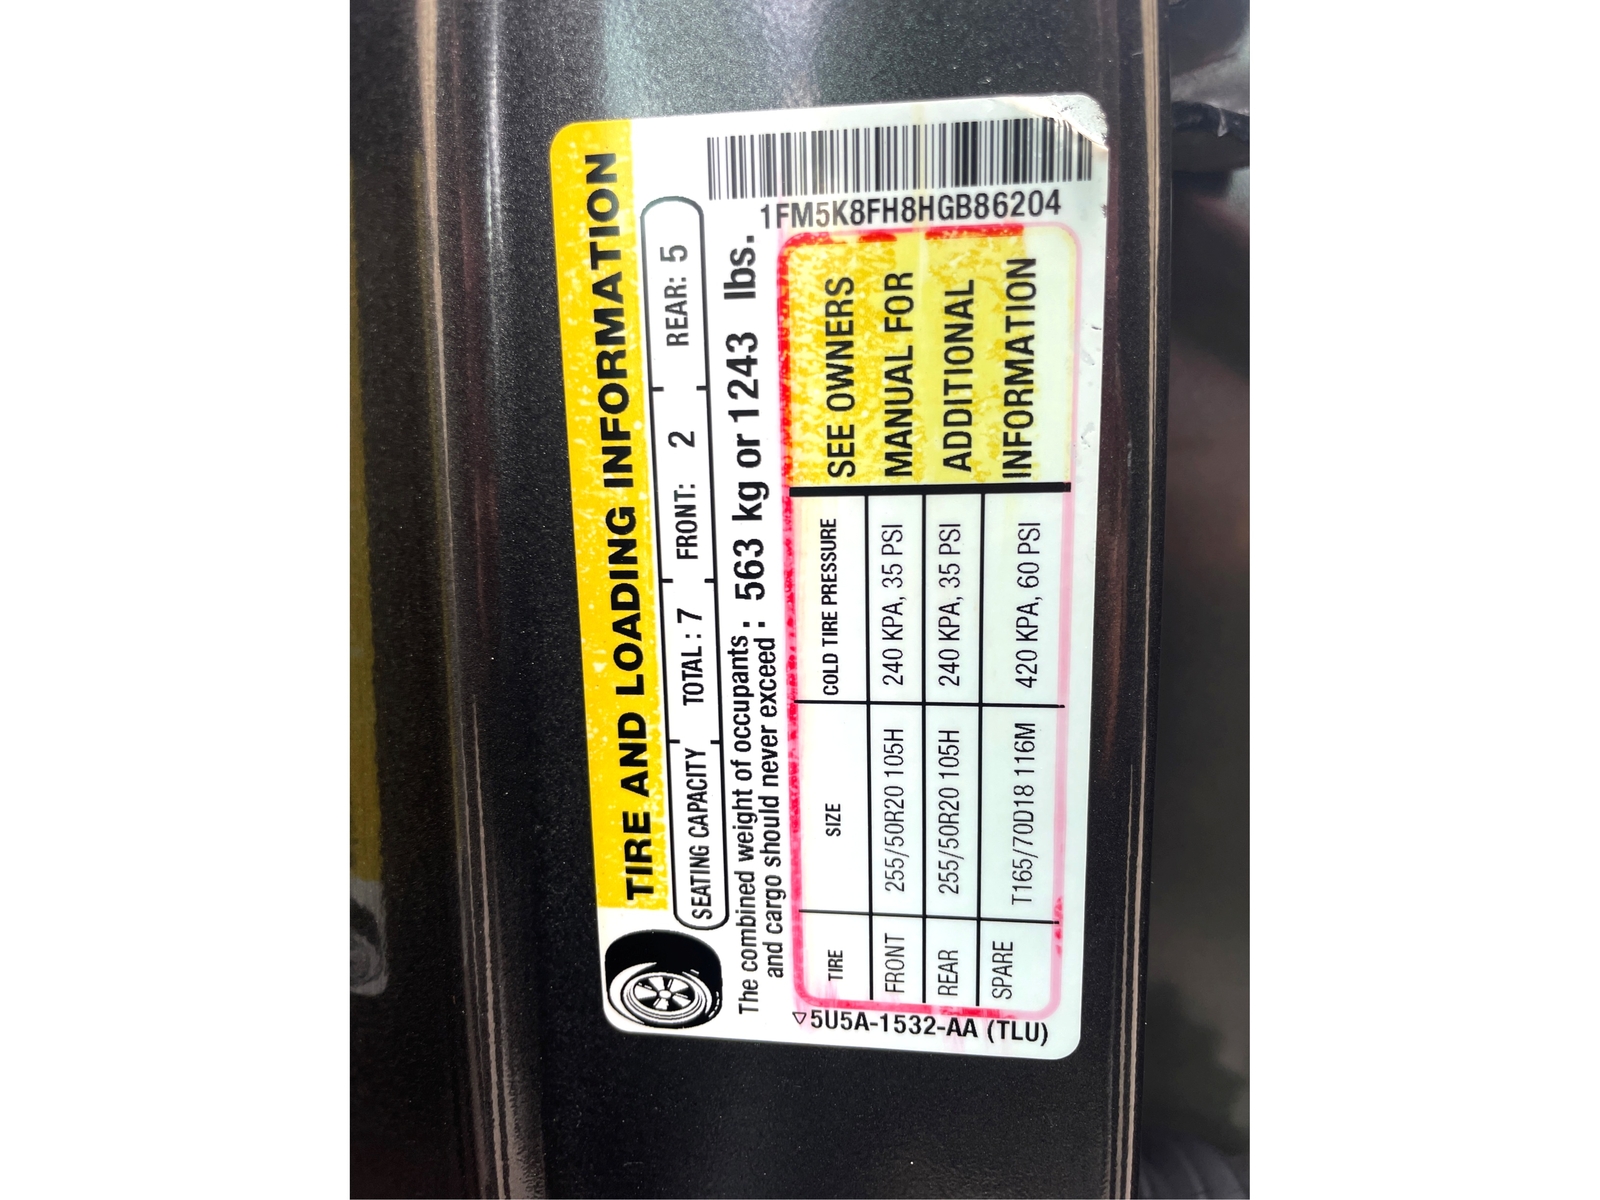 TIRE AND LOADING INFORMATION
SEATING CAPACITY TOTAL : 7 FRONT: 2 REAR: 5
The combined weight of occupants : 563 kg or 1243 lbs.
and cargo should never exceed :
1FM5K8FH8HGB86204
TIRE SIZE COLD TIRE PRESSURE
FRONT 255/50R20 105H 240 KPA, 35 PSI
REAR 255/50R20 105H 240 KPA, 35 PSI
SPARE T165/70D18 116M 420 KPA, 60 PSI
SEE OWNERS
MANUAL FOR
ADDITIONAL
INFORMATION
5U5A-1532-AA (TLU)